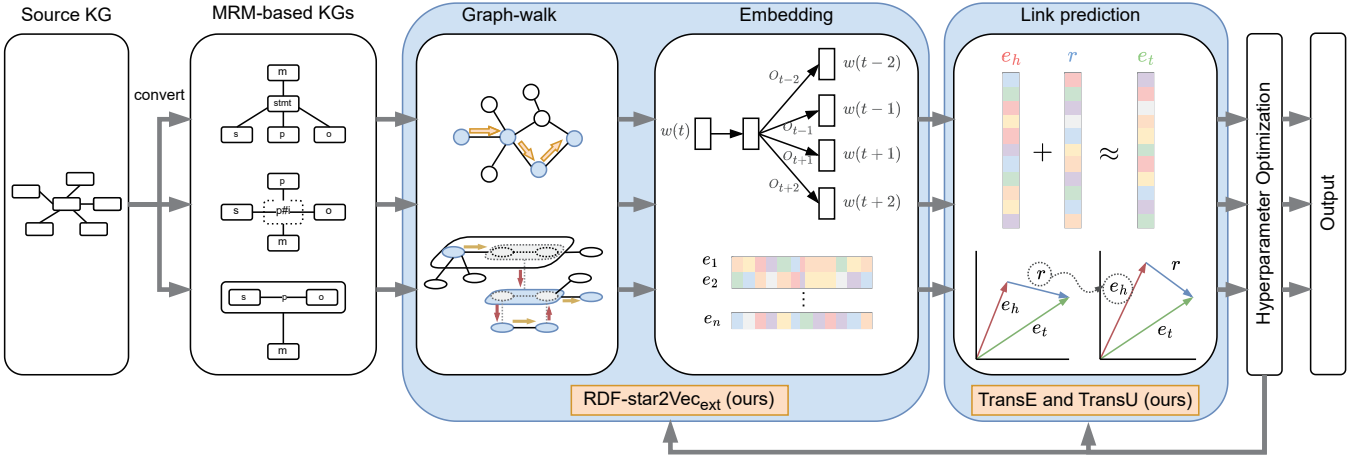 Source KG
MRM-based KGs
Graph-walk
Embedding
Link prediction
convert
m
stmt
s
p
o
p
s
p#i
o
m
s
p
o
m
w(t)
O_{t-2}
O_{t-1}
O_{t+1}
O_{t+2}
w(t − 2)
w(t − 1)
w(t + 1)
w(t + 2)
e_1
e_2
⋮
e_n
e_h
r
e_t
+
≈
r
e_h
e_t
e_h
r
e_t
Hyperparameter Optimization
Output
RDF-star2Vec_ext (ours)
TransE and TransU (ours)